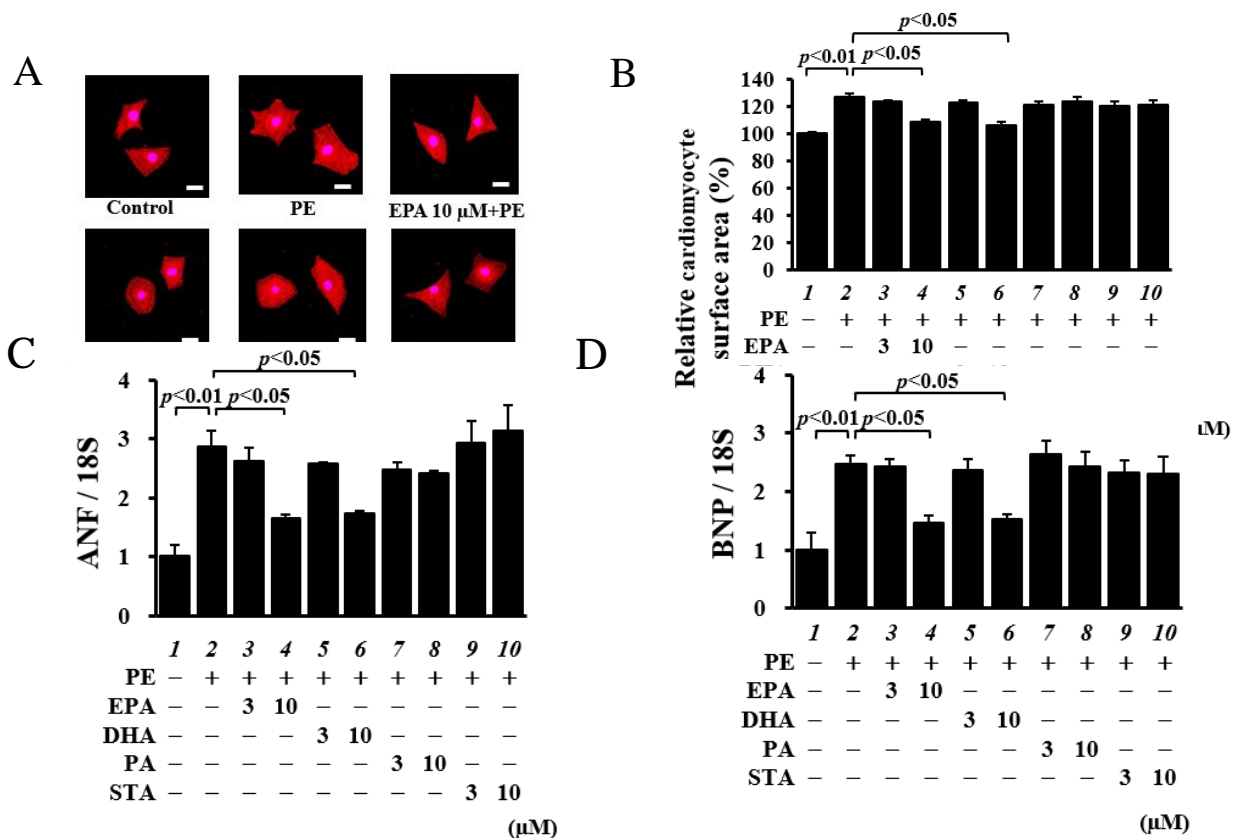 A
Control
PE
EPA 10 μM+PE
B
p<0.05
p<0.01
p<0.05
Relative cardiomyocyte
surface area (%)
140
120
100
80
60
40
20
0
1 2 3 4 5 6 7 8 9 10
PE − + + + + + + + + +
EPA − − 3 10 − − − − − −
μM)
C
p<0.05
p<0.01
p<0.05
ANF / 18S
4
3
2
1
0
1 2 3 4 5 6 7 8 9 10
PE − + + + + + + + + +
EPA − − 3 10 − − − − − −
DHA − − − − 3 10 − − − −
PA − − − − − − 3 10 − −
STA − − − − − − − − 3 10
(μM)
D
p<0.05
p<0.01
p<0.05
BNP / 18S
4
3
2
1
0
1 2 3 4 5 6 7 8 9 10
PE − + + + + + + + + +
EPA − − 3 10 − − − − − −
DHA − − − − 3 10 − − − −
PA − − − − − − 3 10 − −
STA − − − − − − − − 3 10
(μM)